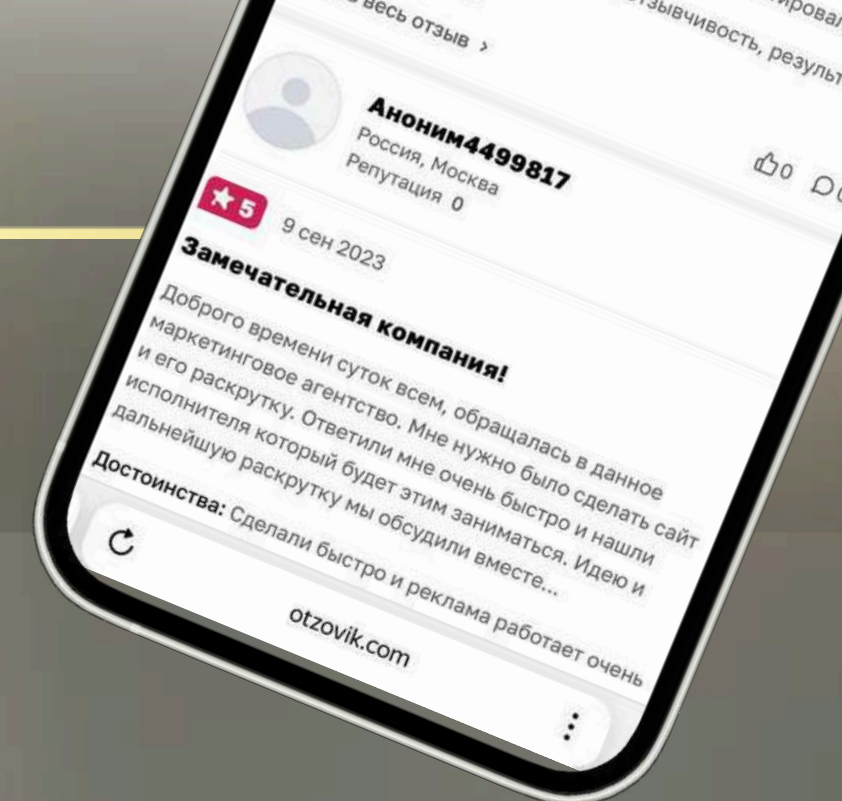 весь отзыв ›
тзывчивость, резуль
Аноним4499817
Россия, Москва
Репутация 0
0
5
9 сен 2023
Замечательная компания!
Доброго времени суток всем, обращалась в данное
маркетинговое агентство. Мне нужно было сделать сайт
и его раскрутку. Ответили мне очень быстро и нашли
исполнителя который будет этим заниматься. Идею и
дальнейшую раскрутку мы обсудили вместе...
Достоинства: Сделали быстро и реклама работает очень
otzovik.com